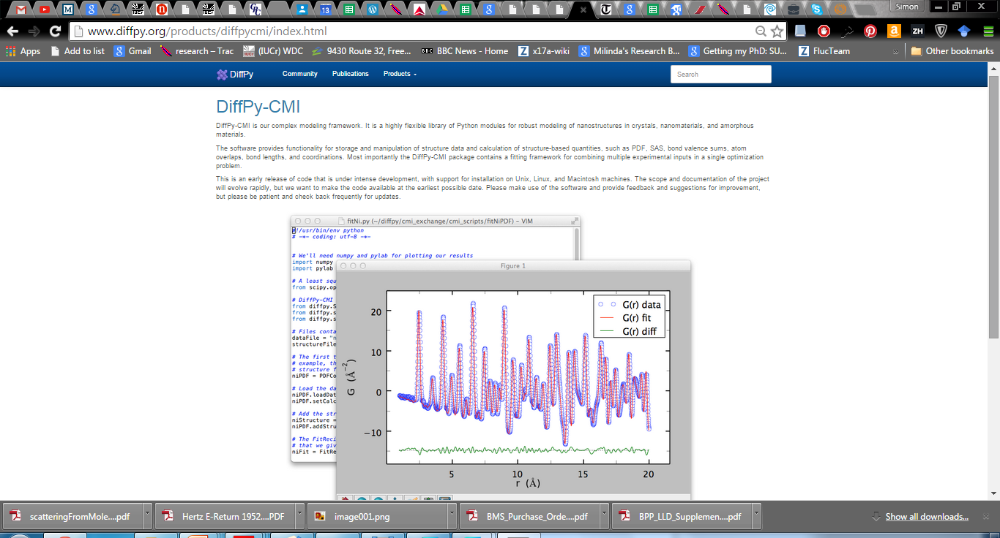 Simon
www.diffpy.org/products/diffpycmi/index.html
Apps Add to list Gmail research – Trac (IUCr) WDC 9430 Route 32, Free... BBC News - Home x17a-wiki Milinda's Research B... Getting my PhD: SU... FlucTeam » Other bookmarks
DiffPy Community Publications Products Search
DiffPy-CMI
DiffPy-CMI is our complex modeling framework. It is a highly flexible library of Python modules for robust modeling of nanostructures in crystals, nanomaterials, and amorphous
materials.
The software provides functionality for storage and manipulation of structure data and calculation of structure-based quantities, such as PDF, SAS, bond valence sums, atom
overlaps, bond lengths, and coordinations. Most importantly the DiffPy-CMI package contains a fitting framework for combining multiple experimental inputs in a single optimization
problem.
This is an early release of code that is under intense development, with support for installation on Unix, Linux, and Macintosh machines. The scope and documentation of the project
will evolve rapidly, but we want to make the code available at the earliest possible date. Please make use of the software and provide feedback and suggestions for improvement,
but please be patient and check back frequently for updates.
fitNi.py (~/diffpy/cmi_exchange/cmi_scripts/fitNiPDF) – VIM
#!/usr/bin/env python
# -*- coding: utf-8 -*-
# We'll need numpy and pylab for plotting our results
import numpy
import pylab
# A least squ
from scipy.op
# DiffPy-CMI
from diffpy.S
from diffpy.s
from diffpy.s
# Files conta
dataFile = "n
structureFile
# The first t
# example, th
# structure f
niPDF = PDFCo
# Load the da
niPDF.loadDat
niPDF.setCalc
# Add the str
niStructure =
niPDF.addStru
# The FitReci
# that we giv
niFit = FitRe
Figure 1
G(r) data
G(r) fit
G(r) diff
20
10
0
−10
G (Å⁻²)
5 10 15 20
r (Å)
scatteringFromMole....pdf Hertz E-Return 1952....PDF image001.png BMS_Purchase_Orde....pdf BPP_LLD_Supplemen....pdf Show all downloads...